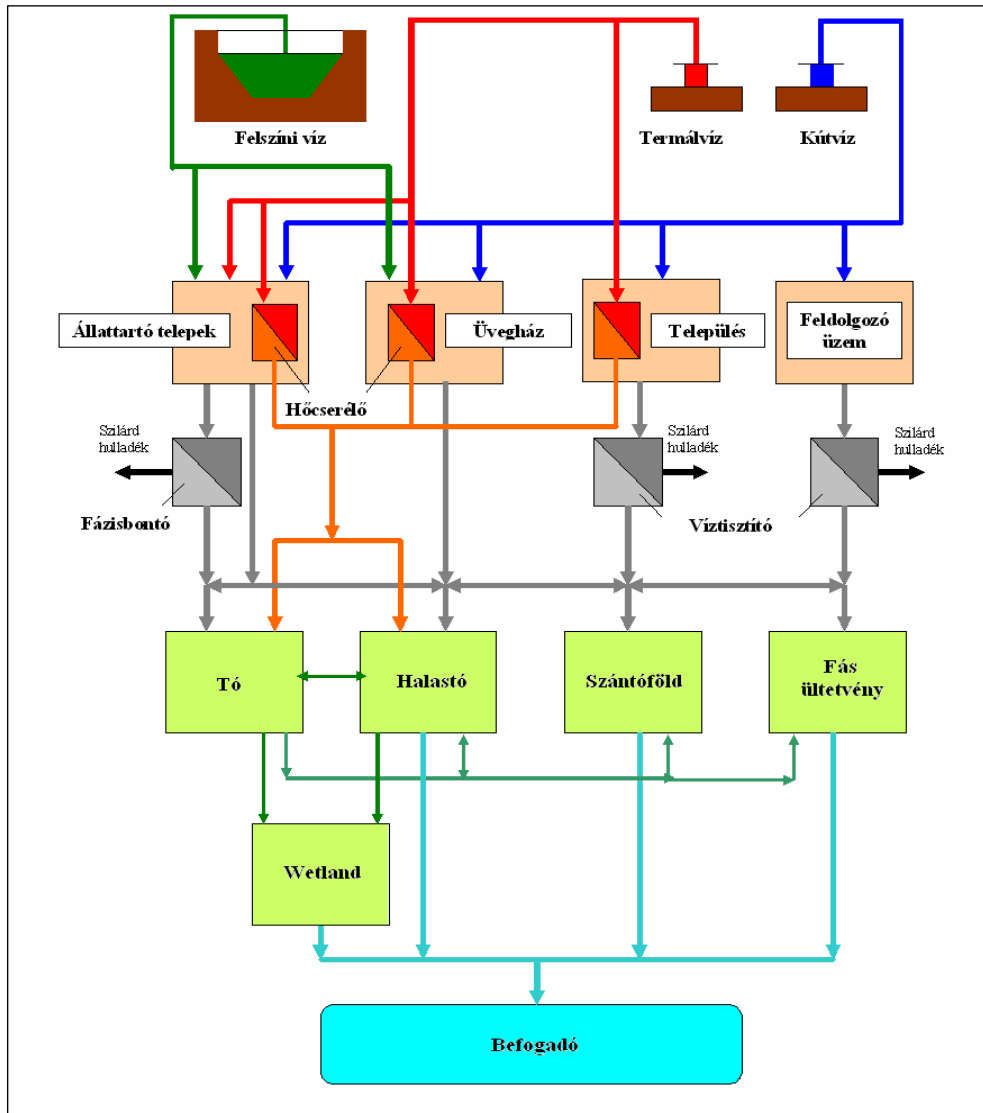 Felszíni víz
Termálvíz
Kútvíz
Állattartó telepek
Üvegház
Település
Feldolgozó
üzem
Hőcserélő
Szilárd
hulladék
Szilárd
hulladék
Szilárd
hulladék
Fázisbontó
Víztisztító
Tó
Halastó
Szántóföld
Fás
ültetvény
Wetland
Befogadó